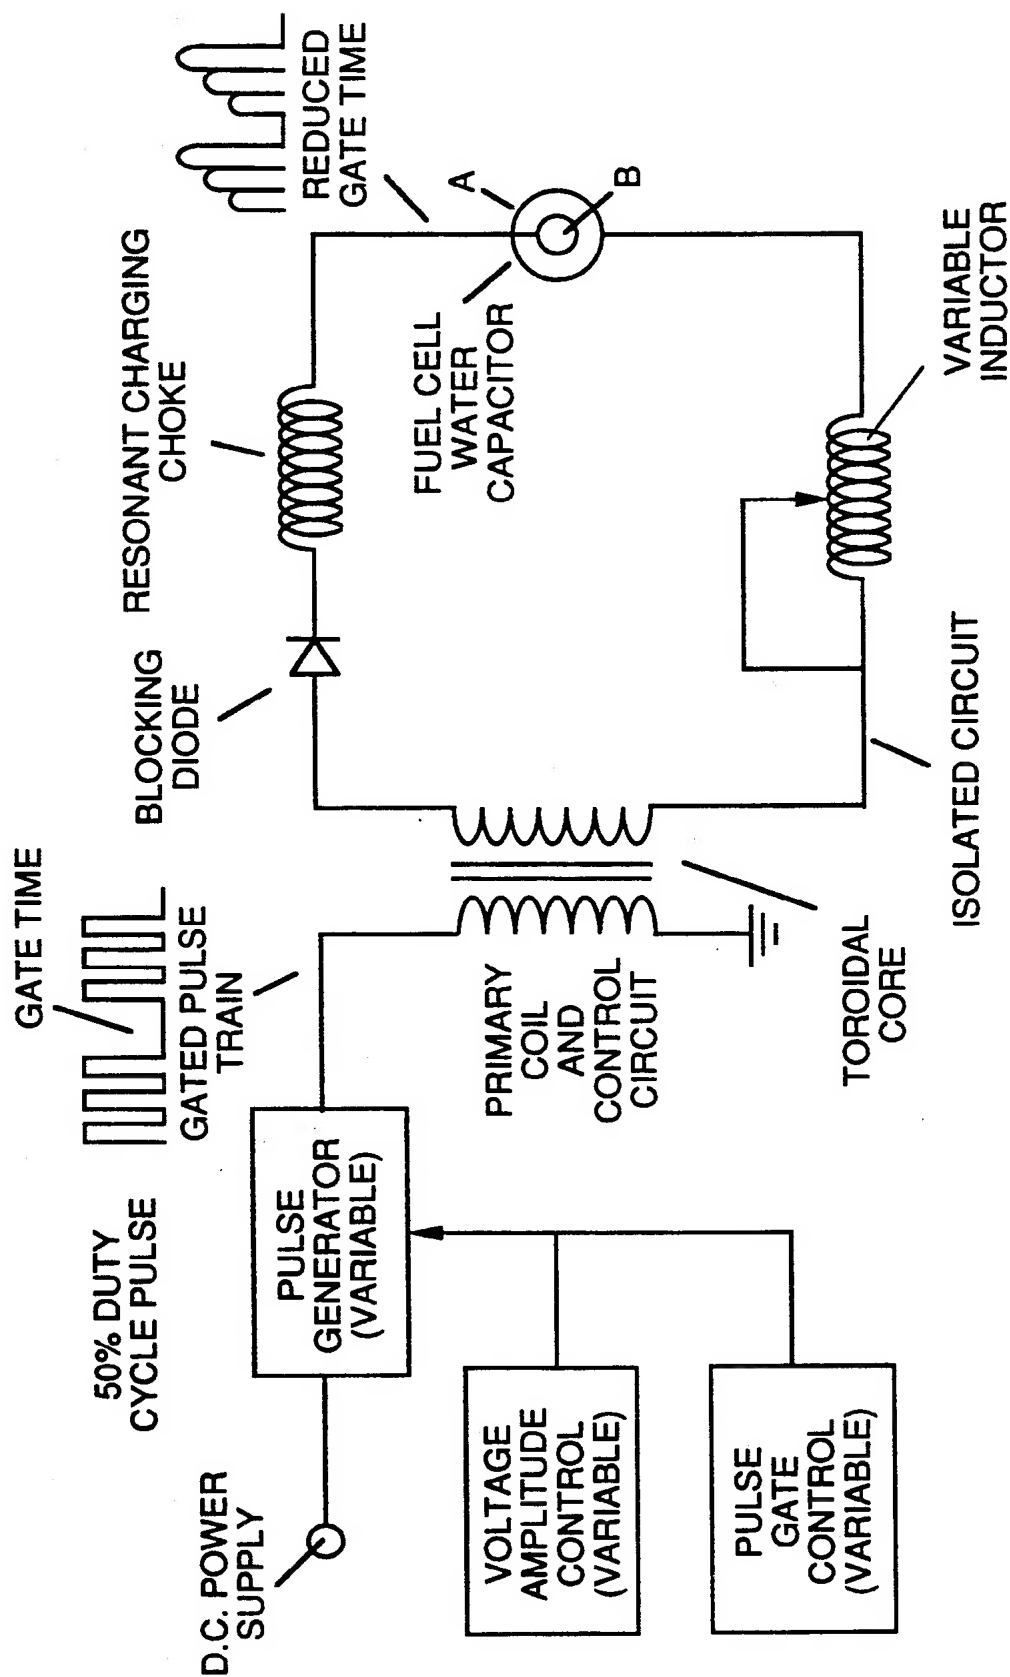 D.C. POWER
SUPPLY
50% DUTY
CYCLE PULSE
GATE TIME
GATED PULSE
TRAIN
PULSE
GENERATOR
(VARIABLE)
VOLTAGE
AMPLITUDE
CONTROL
(VARIABLE)
PULSE
GATE
CONTROL
(VARIABLE)
PRIMARY
COIL
AND
CONTROL
CIRCUIT
TOROIDAL
CORE
BLOCKING
DIODE
RESONANT CHARGING
CHOKE
REDUCED
GATE TIME
FUEL CELL
WATER
CAPACITOR
A
B
ISOLATED CIRCUIT
VARIABLE
INDUCTOR